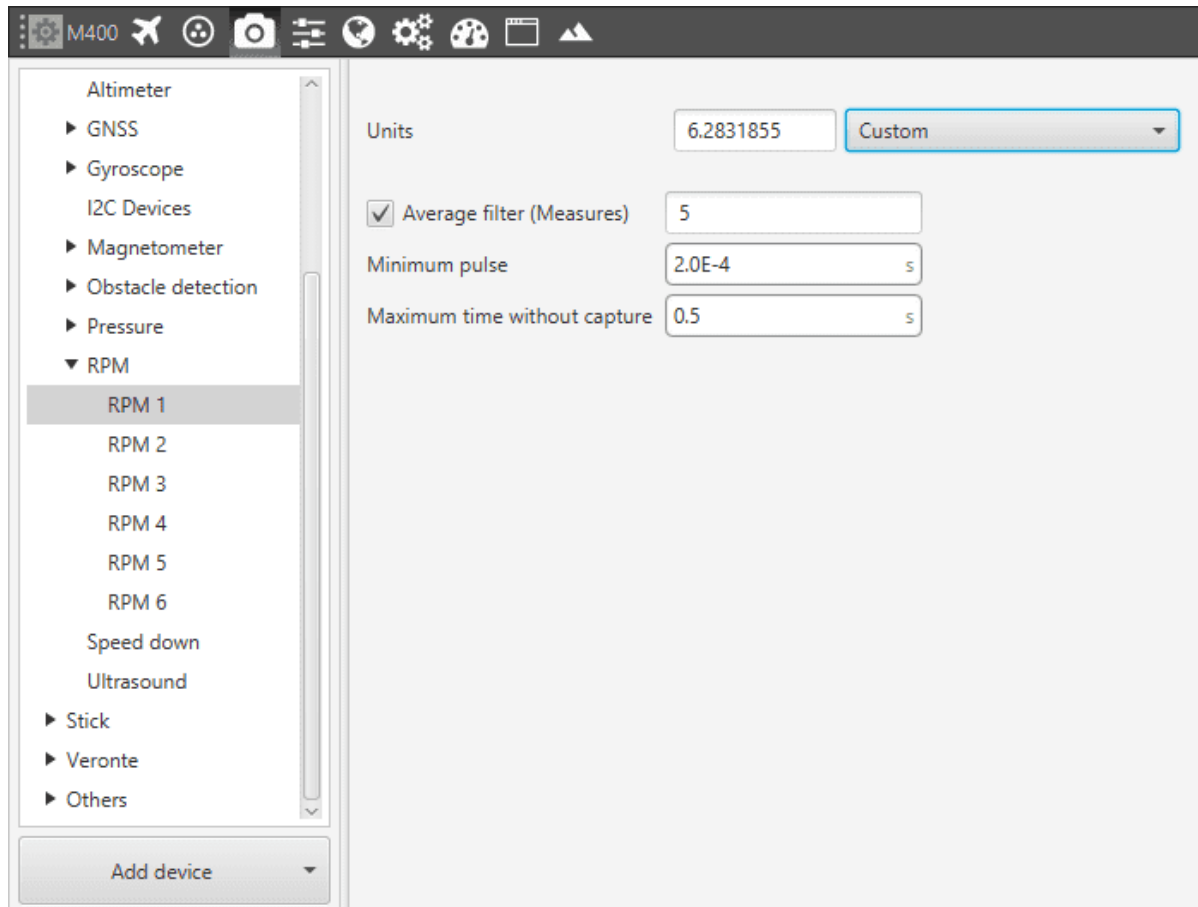 M400
Altimeter
GNSS
Gyroscope
I2C Devices
Magnetometer
Obstacle detection
Pressure
RPM
RPM 1
RPM 2
RPM 3
RPM 4
RPM 5
RPM 6
Speed down
Ultrasound
Stick
Veronte
Others
Add device
Units 6.2831855 Custom
Average filter (Measures) 5
Minimum pulse 2.0E-4 s
Maximum time without capture 0.5 s